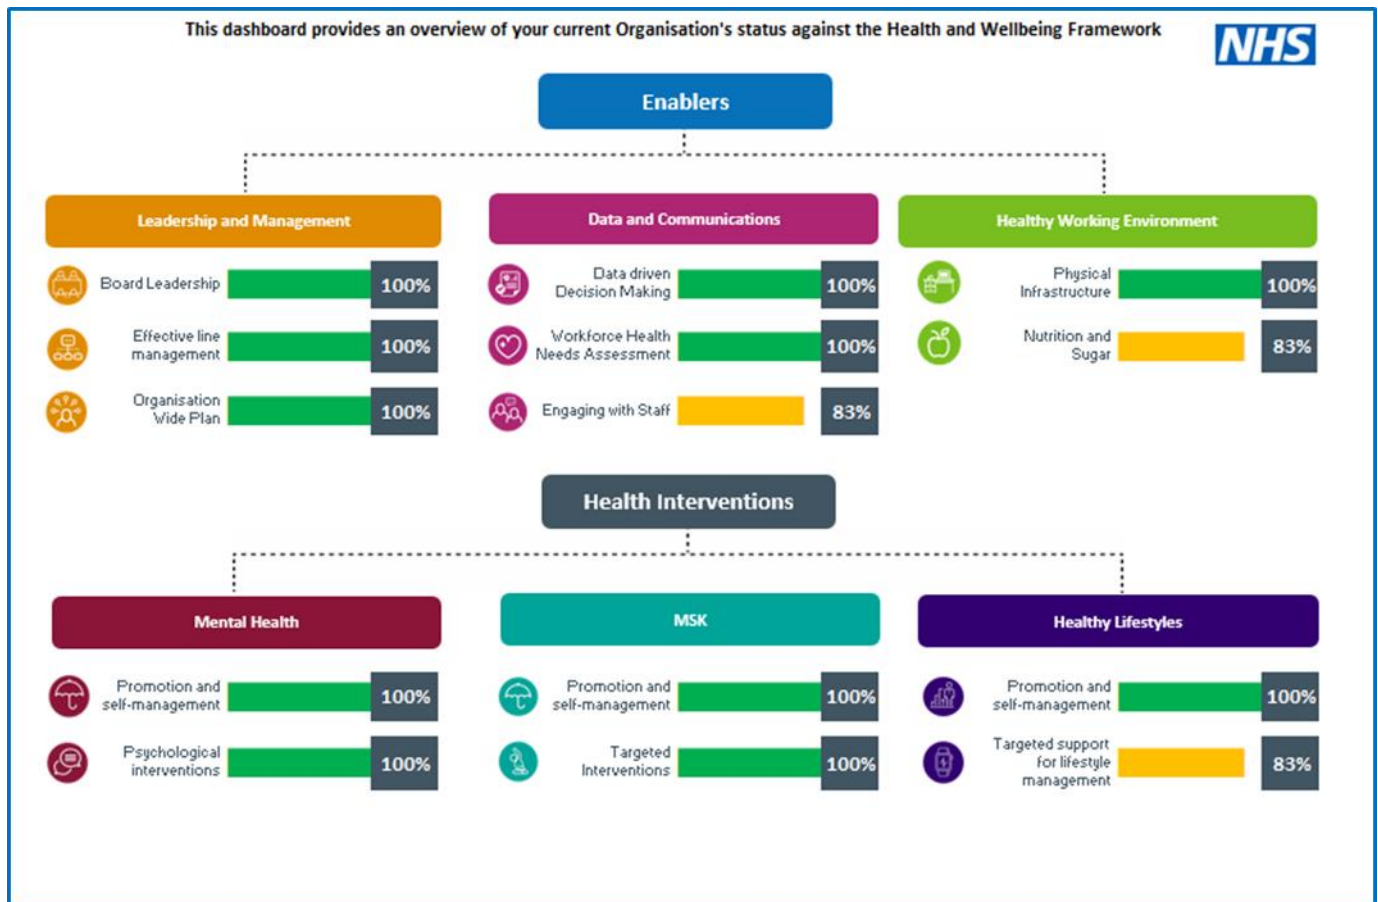 This dashboard provides an overview of your current Organisation's status against the Health and Wellbeing Framework
NHS
Enablers
Leadership and Management
Board Leadership
100%
Effective line
management
100%
Organisation
Wide Plan
100%
Data and Communications
Data driven
Decision Making
100%
Workforce Health
Needs Assessment
100%
Engaging with Staff
83%
Healthy Working Environment
Physical
Infrastructure
100%
Nutrition and
Sugar
83%
Health Interventions
Mental Health
Promotion and
self-management
100%
Psychological
interventions
100%
MSK
Promotion and
self-management
100%
Targeted
Interventions
100%
Healthy Lifestyles
Promotion and
self-management
100%
Targeted support
for lifestyle
management
83%